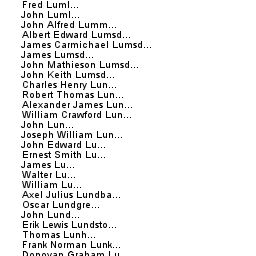 Fred Luml...
John Luml...
John Alfred Lumm...
Albert Edward Lumsd...
James Carmichael Lumsd...
James Lumsd...
John Mathieson Lumsd...
John Keith Lumsd...
Charles Henry Lun...
Robert Thomas Lun...
Alexander James Lun...
William Crawford Lun...
John Lun...
Joseph William Lun...
John Edward Lu...
Ernest Smith Lu...
James Lu...
Walter Lu...
William Lu...
Axel Julius Lundba...
Oscar Lundgre...
John Lund...
Erik Lewis Lundsto...
Thomas Lunh...
Frank Norman Lunk...
Donovan Graham Lu...